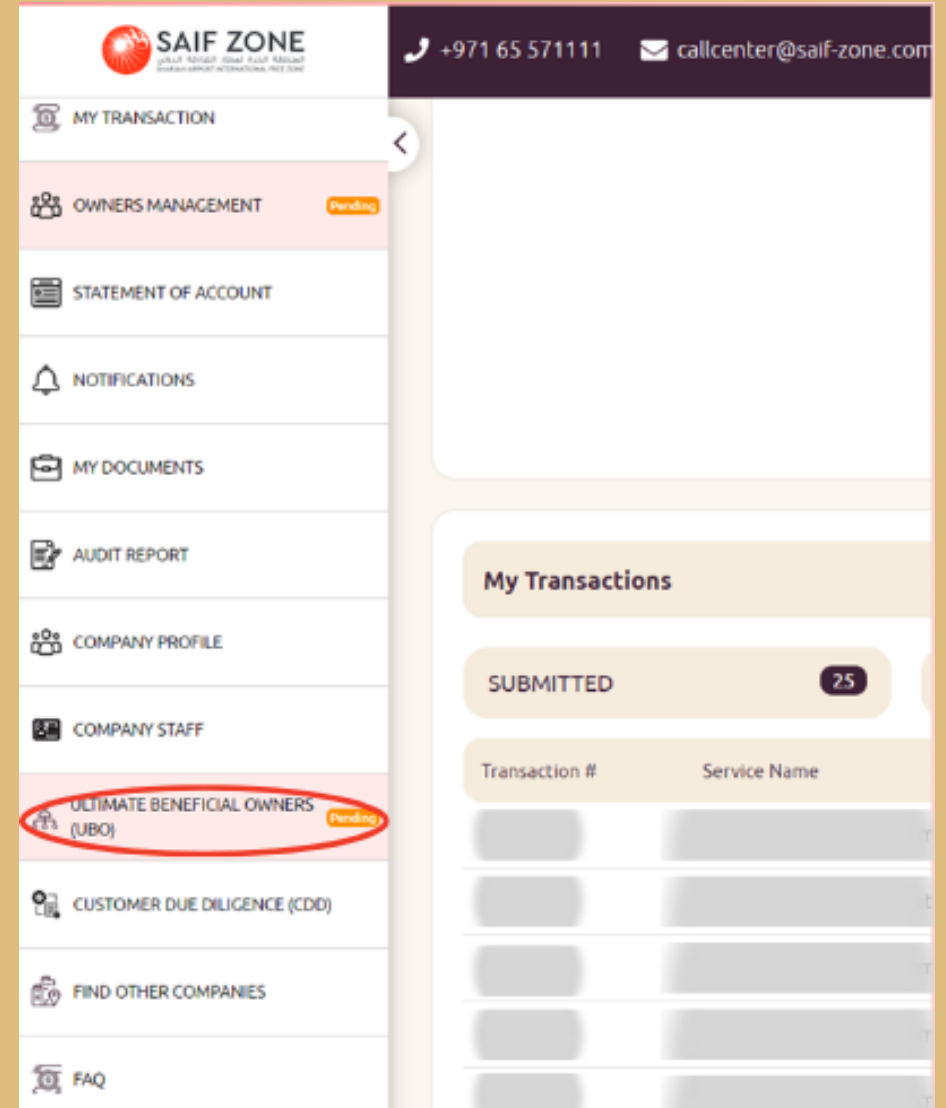 SAIF ZONE
+971 65 571111
callcenter@saif-zone.com
MY TRANSACTION
OWNERS MANAGEMENT
Pending
STATEMENT OF ACCOUNT
NOTIFICATIONS
MY DOCUMENTS
AUDIT REPORT
COMPANY PROFILE
COMPANY STAFF
ULTIMATE BENEFICIAL OWNERS
(UBO)
Pending
CUSTOMER DUE DILIGENCE (CDD)
FIND OTHER COMPANIES
FAQ
My Transactions
SUBMITTED
25
Transaction #
Service Name